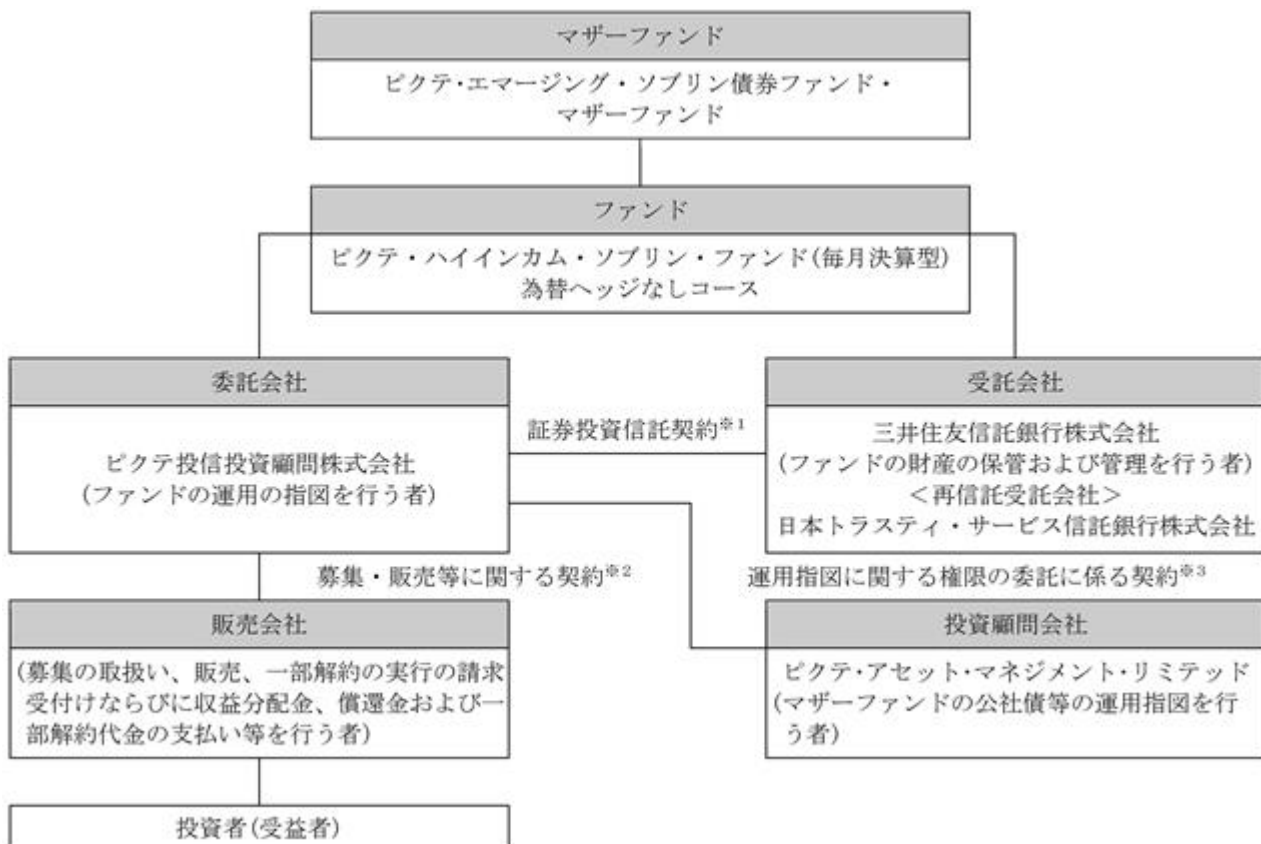 マザーファンド
ピクテ・エマージング・ソブリン債券ファンド・
マザーファンド
ファンド
ピクテ・ハイインカム・ソブリン・ファンド(毎月決算型)
為替ヘッジなしコース
委託会社
ピクテ投信投資顧問株式会社
(ファンドの運用の指図を行う者)
証券投資信託契約※1
受託会社
三井住友信託銀行株式会社
(ファンドの財産の保管および管理を行う者)
<再信託受託会社>
日本トラスティ・サービス信託銀行株式会社
募集・販売等に関する契約※2
運用指図に関する権限の委託に係る契約※3
販売会社
(募集の取扱い、販売、一部解約の実行の請求
受付けならびに収益分配金、償還金および一
部解約代金の支払い等を行う者)
投資顧問会社
ピクテ・アセット・マネジメント・リミテッド
(マザーファンドの公社債等の運用指図を行
う者)
投資者(受益者)